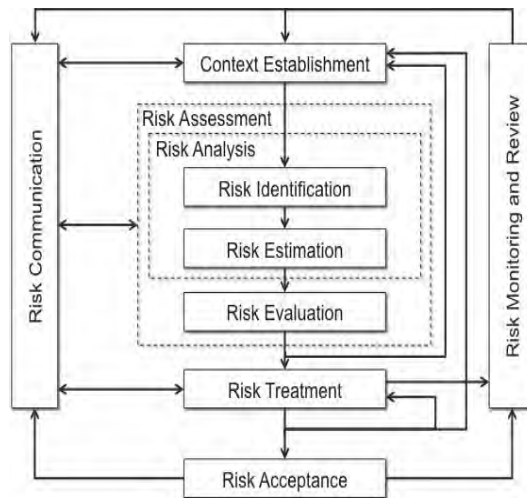 Context Establishment
Risk Assessment
Risk Analysis
Risk Identification
Risk Estimation
Risk Evaluation
Risk Treatment
Risk Acceptance
Risk Communication
Risk Monitoring and Review